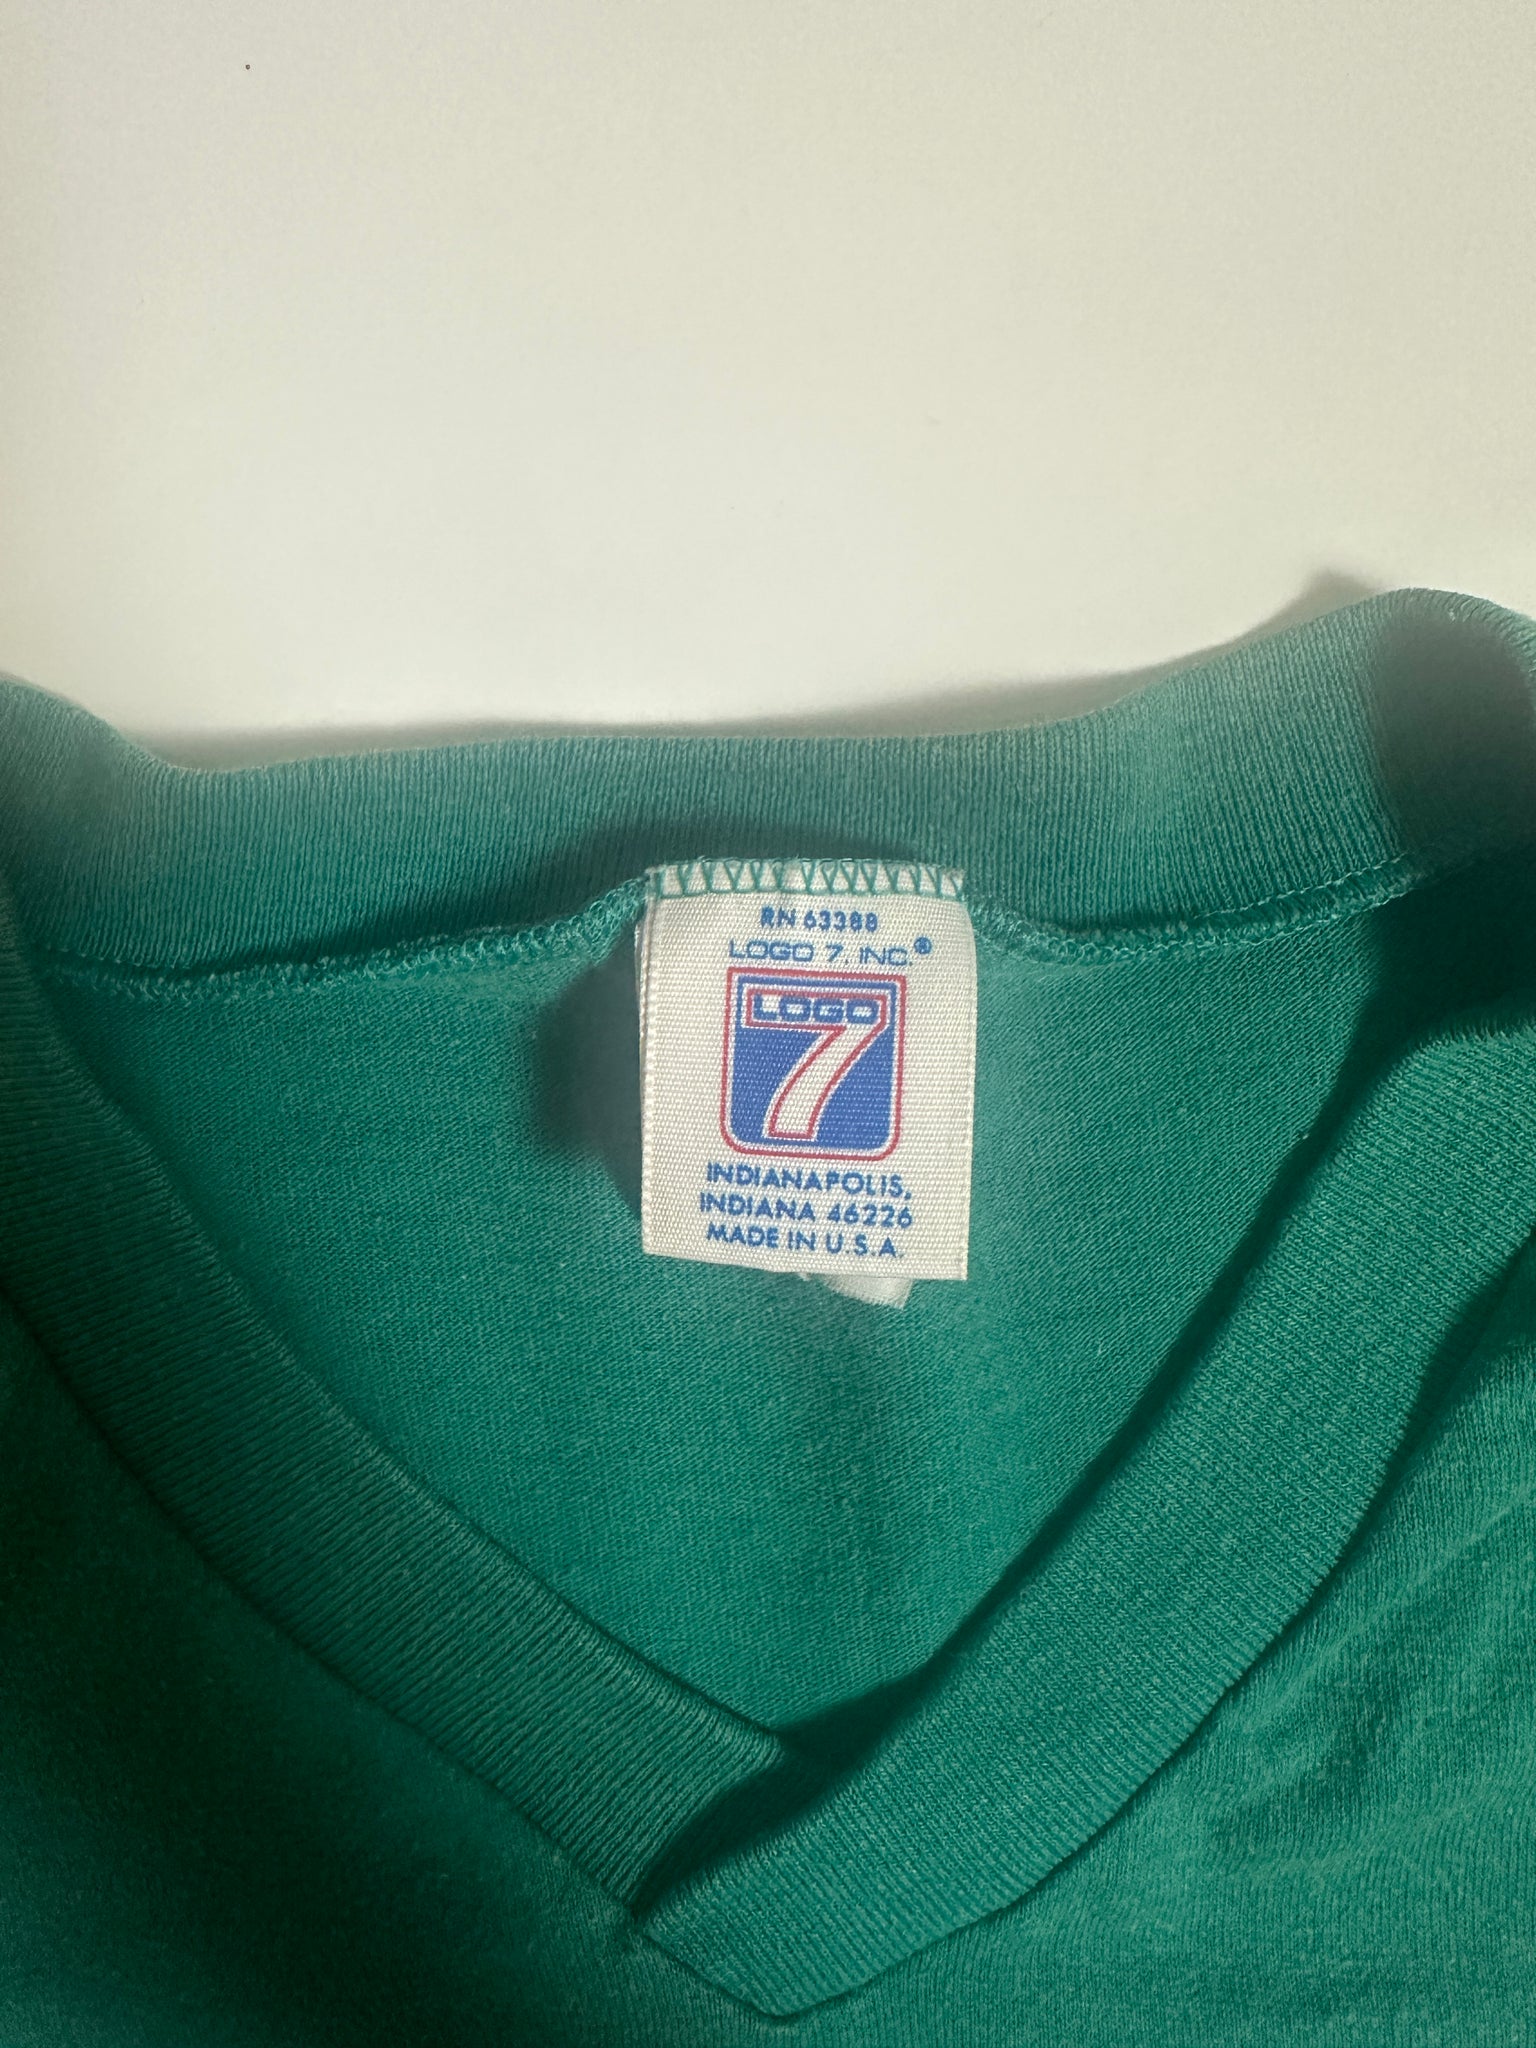 RN 63388
LOGO 7, INC.®
LOGO
7
INDIANAPOLIS,
INDIANA 46226
MADE IN U.S.A.